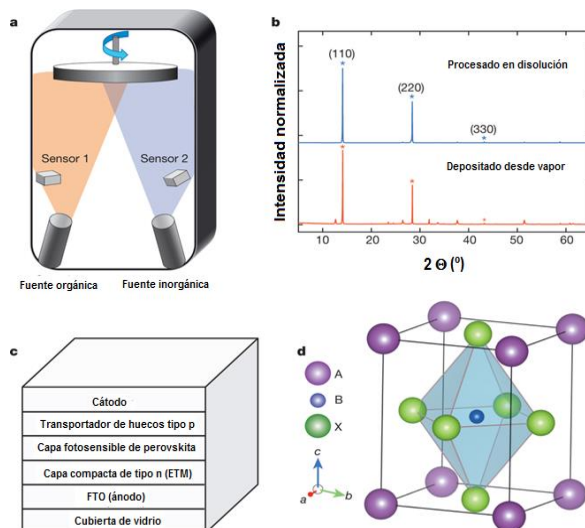 a
Sensor 1
Sensor 2
Fuente orgánica
Fuente inorgánica
b
Intensidad normalizada
(110)
(220)
(330)
Procesado en disolución
Depositado desde vapor
10
20
30
40
50
60
2 Θ (º)
c
Cátodo
Transportador de huecos tipo p
Capa fotosensible de perovskita
Capa compacta de tipo n (ETM)
FTO (ánodo)
Cubierta de vidrio
d
A
B
X
c
a
b